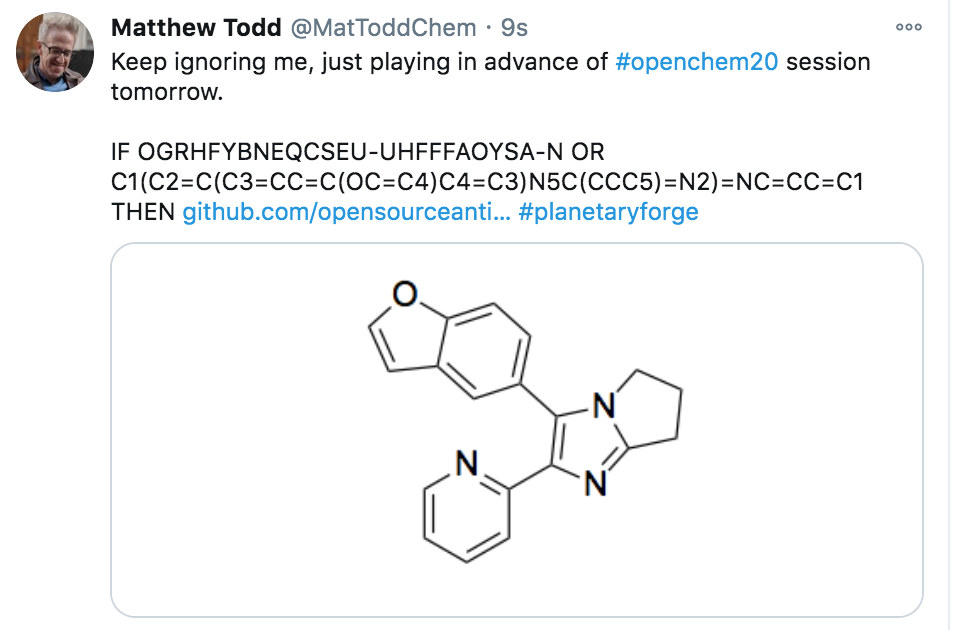 Matthew Todd @MatToddChem · 9s
Keep ignoring me, just playing in advance of #openchem20 session
tomorrow.
IF OGRHFYBNEQCSEU-UHFFFAOYSA-N OR
C1(C2=C(C3=CC=C(OC=C4)C4=C3)N5C(CCC5)=N2)=NC=CC=C1
THEN github.com/opensourceanti... #planetaryforge
O
N
N
N